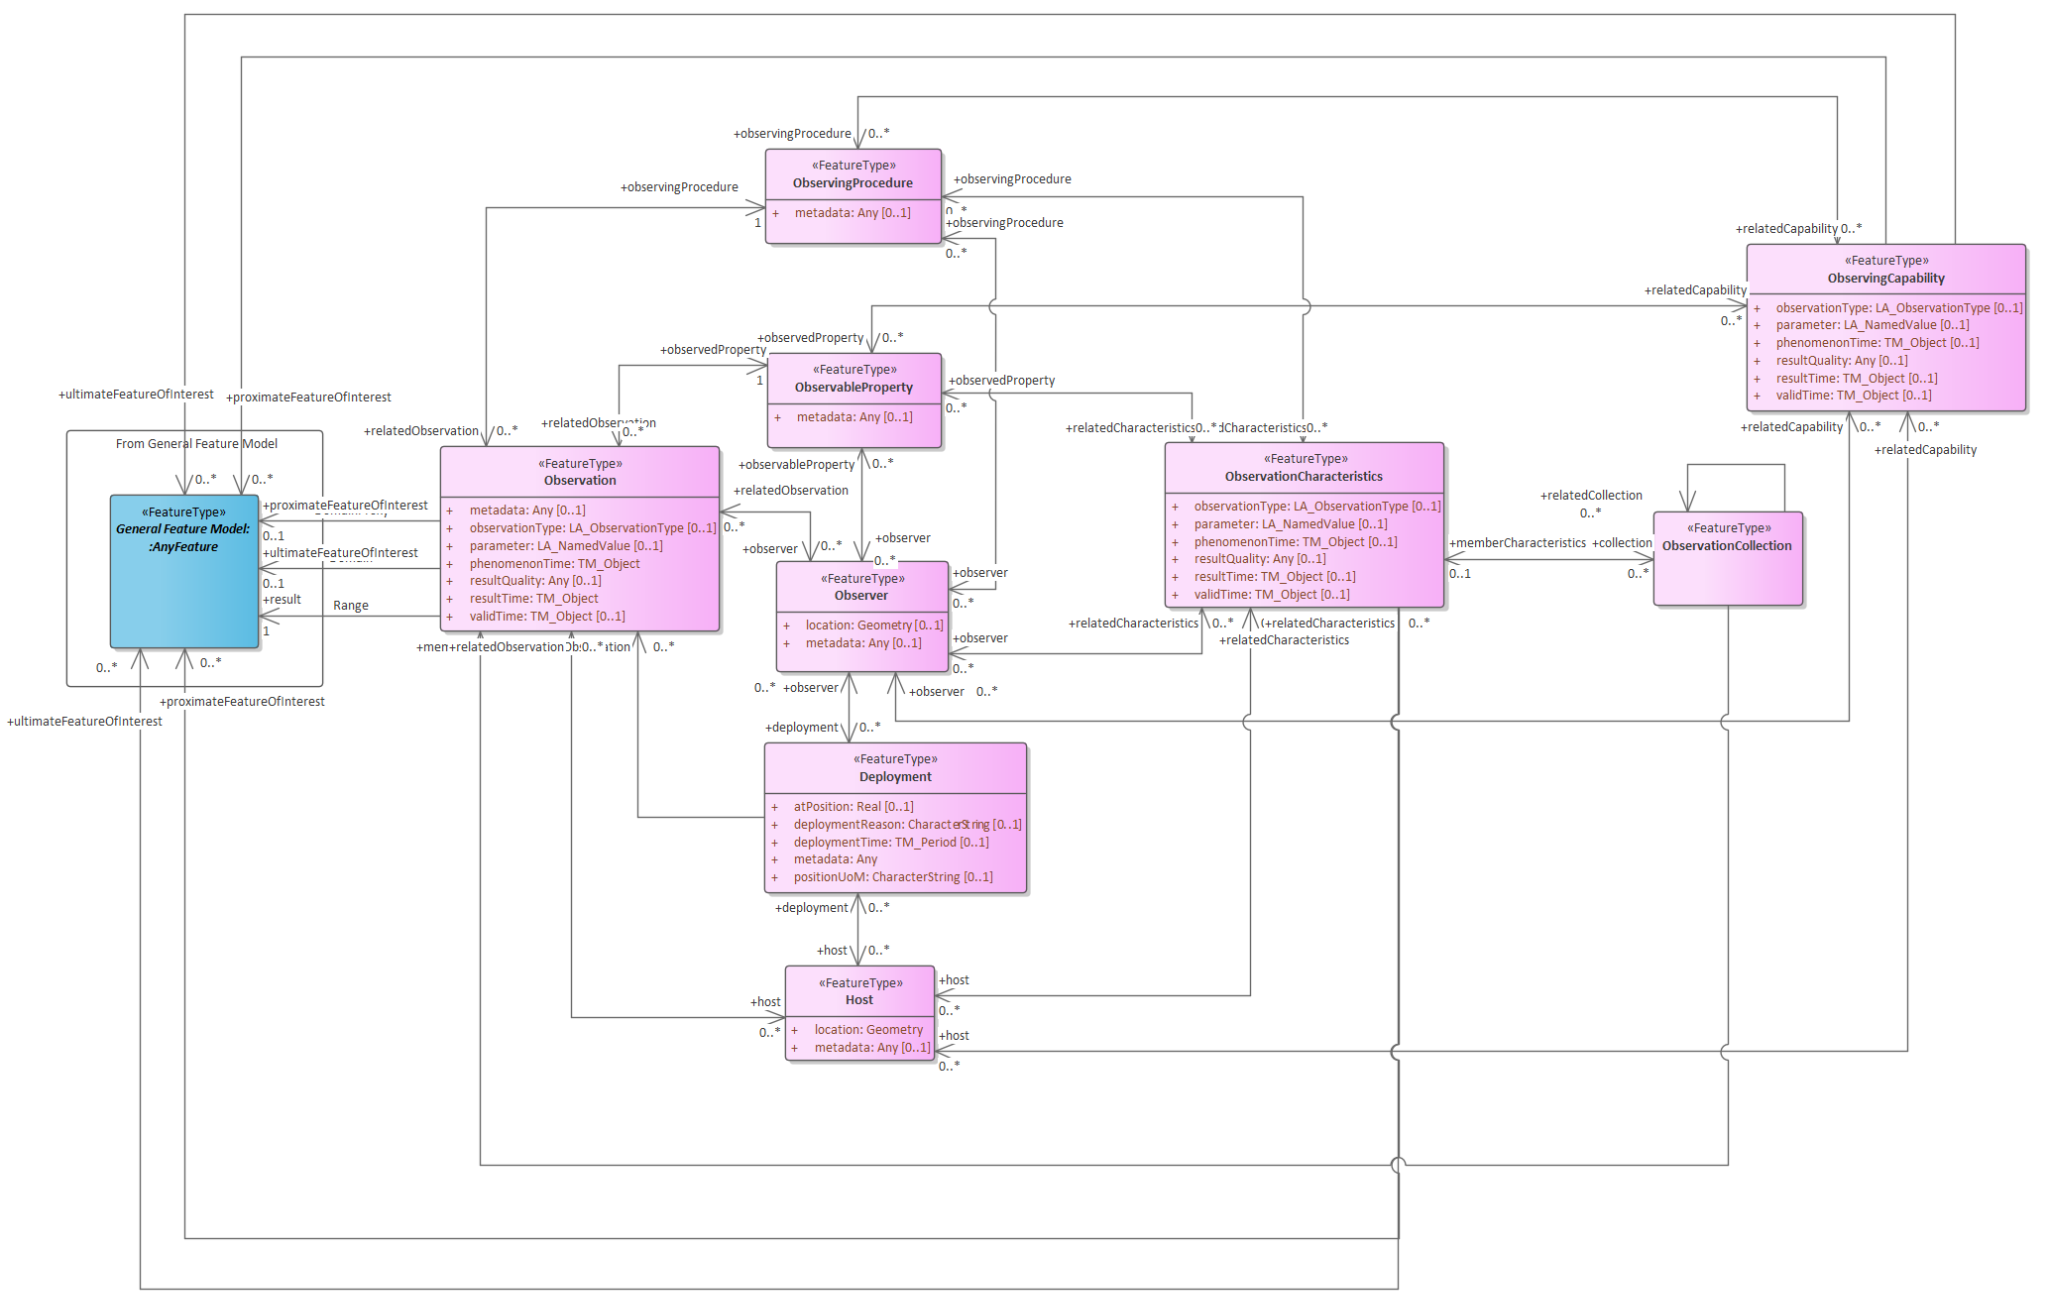 +observingProcedure 0..*
«FeatureType»
ObservingProcedure
+ metadata: Any [0..1]
+observingProcedure
1
+observingProcedure
0..*
+observingProcedure
0..*
+relatedCapability 0..*
«FeatureType»
ObservingCapability
+ observationType: LA_ObservationType [0..1]
+ parameter: LA_NamedValue [0..1]
+ phenomenonTime: TM_Object [0..1]
+ resultQuality: Any [0..1]
+ resultTime: TM_Object [0..1]
+ validTime: TM_Object [0..1]
+relatedCapability
0..*
+relatedCapability 0..*
0..*
+relatedCapability
+observedProperty 0..*
+observedProperty
1
«FeatureType»
ObservableProperty
+ metadata: Any [0..1]
+observedProperty
0..*
+observableProperty 0..*
+ultimateFeatureOfInterest
+proximateFeatureOfInterest
From General Feature Model
0..*
0..*
«FeatureType»
General Feature Model:
:AnyFeature
+proximateFeatureOfInterest
0..1
+ultimateFeatureOfInterest
0..1
+result
1
Range
0..*
0..*
+proximateFeatureOfInterest
+ultimateFeatureOfInterest
+relatedObservation 0..*
+relatedObservation
0..*
«FeatureType»
Observation
+ metadata: Any [0..1]
+ observationType: LA_ObservationType [0..1]
+ parameter: LA_NamedValue [0..1]
+ phenomenonTime: TM_Object
+ resultQuality: Any [0..1]
+ resultTime: TM_Object
+ validTime: TM_Object [0..1]
+relatedObservation
0..*
+relatedObservation
0..*
0..*
+observer 0..*
+observer
0..*
«FeatureType»
Observer
+ location: Geometry [0..1]
+ metadata: Any [0..1]
+observer
0..*
+observer
0..*
0..* +observer
+observer 0..*
+relatedCharacteristics 0..*
Characteristics 0..*
«FeatureType»
ObservationCharacteristics
+ observationType: LA_ObservationType [0..1]
+ parameter: LA_NamedValue [0..1]
+ phenomenonTime: TM_Object [0..1]
+ resultQuality: Any [0..1]
+ resultTime: TM_Object [0..1]
+ validTime: TM_Object [0..1]
+relatedCharacteristics 0..*
+relatedCharacteristics 0..*
+relatedCharacteristics
+memberCharacteristics
0..1
+collection
0..*
+relatedCollection
0..*
«FeatureType»
ObservationCollection
+deployment 0..*
«FeatureType»
Deployment
+ atPosition: Real [0..1]
+ deploymentReason: CharacterString [0..1]
+ deploymentTime: TM_Period [0..1]
+ metadata: Any
+ positionUoM: CharacterString [0..1]
+deployment 0..*
+host 0..*
«FeatureType»
Host
+ location: Geometry
+ metadata: Any [0..1]
+host
0..*
+host
0..*
+host
0..*